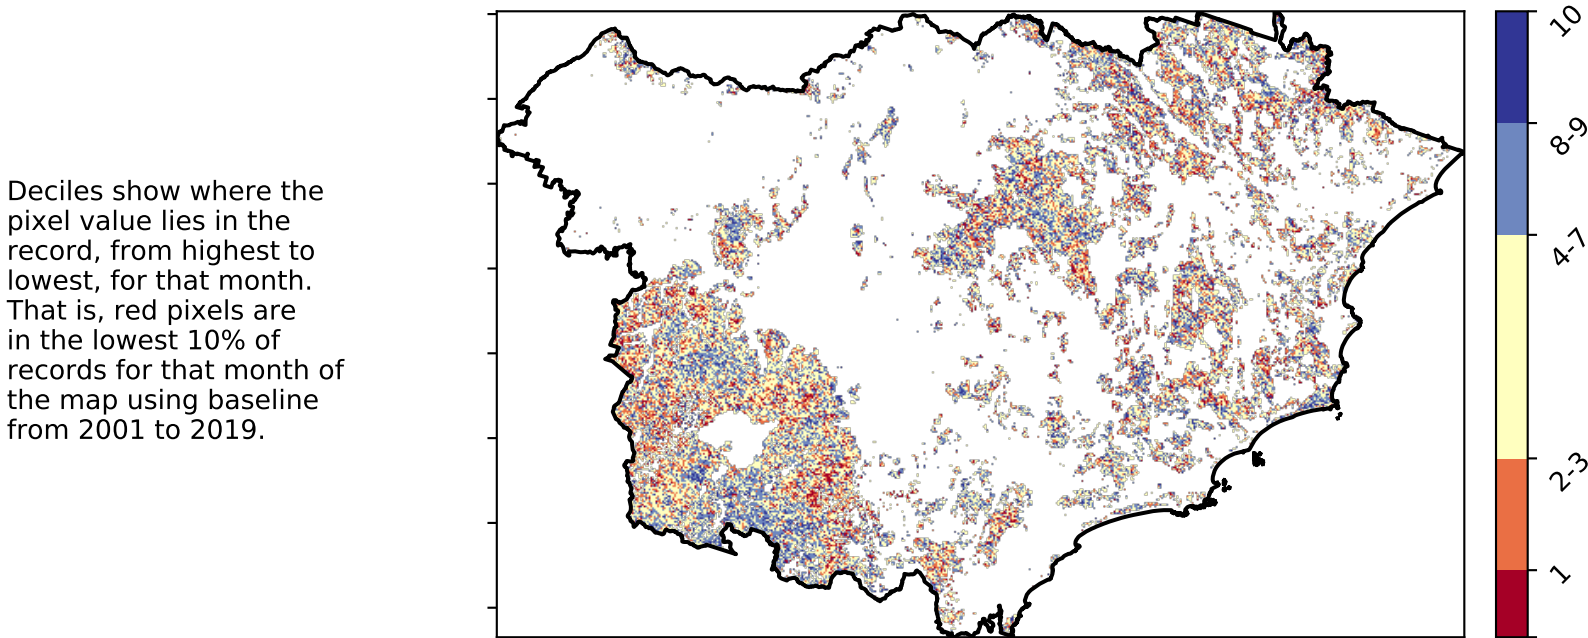 Deciles show where the
pixel value lies in the
record, from highest to
lowest, for that month.
That is, red pixels are
in the lowest 10% of
records for that month of
the map using baseline
from 2001 to 2019.
10
8-9
4-7
2-3
1